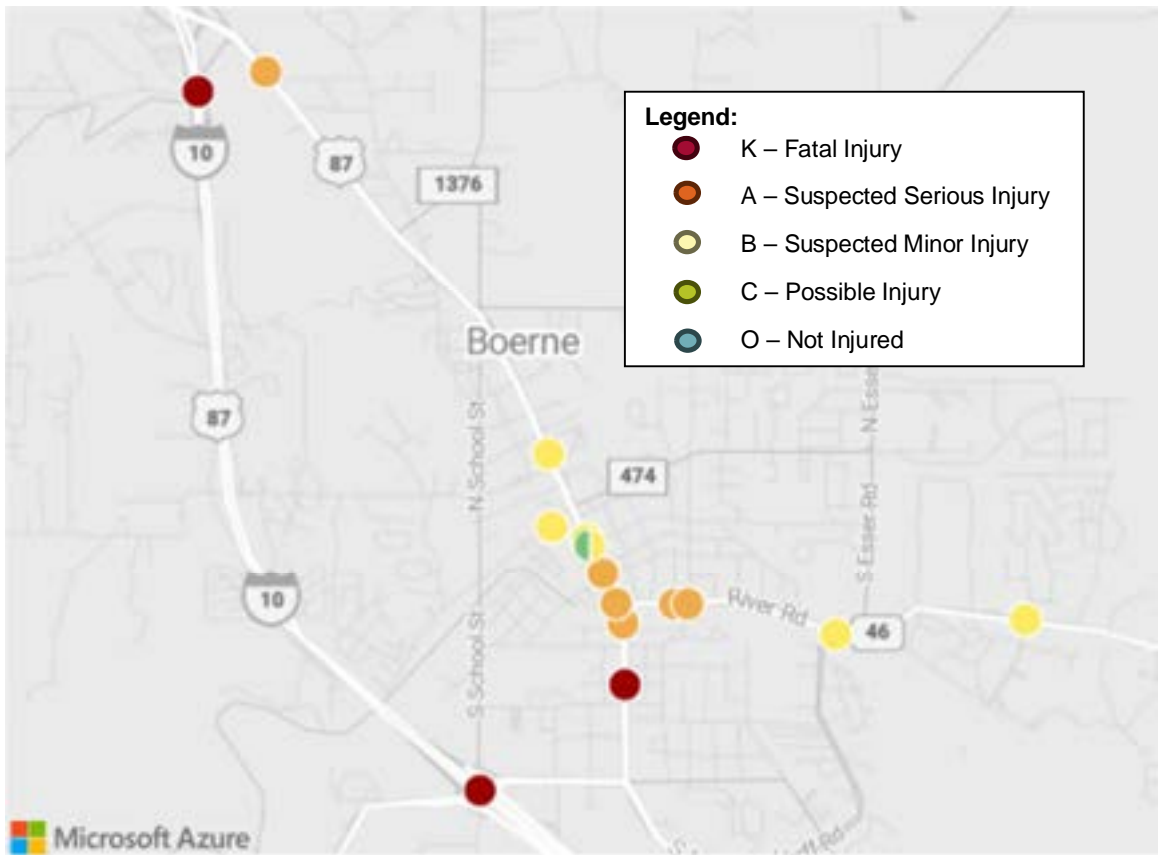 10
87
1376
Legend:
K – Fatal Injury
A – Suspected Serious Injury
B – Suspected Minor Injury
C – Possible Injury
O – Not Injured
Boerne
87
N School St
474
S Esser Rd
10
River Rd
46
S School St
Microsoft Azure